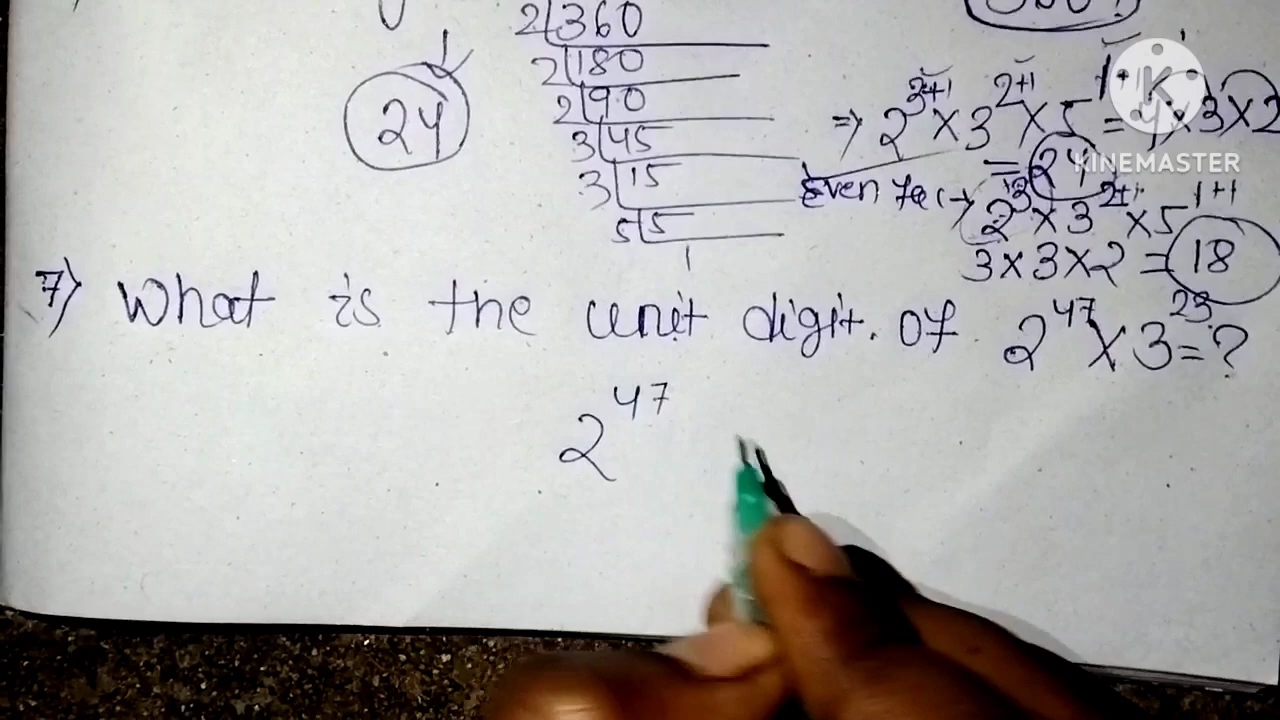 2 360
2 180
2 90
3 45
3 15
5 5
1
24
⇒ 2^3+1 × 3^2+1 × 5^1+1 = 4×3×2
= 24
KINEMASTER
Even Fac → 2^3 × 3^2+1 × 5^1+1
3×3×2 = 18
7) What is the unit digit. Of 2^47 × 3^23 = ?
2^47